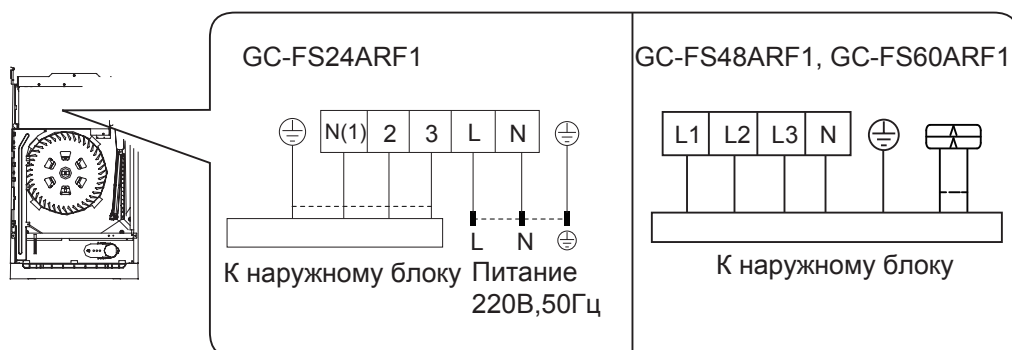 GC-FS24ARF1
N(1) 2 3 L N
L N
К наружному блоку
Питание
220В,50Гц
GC-FS48ARF1, GC-FS60ARF1
L1 L2 L3 N
К наружному блоку